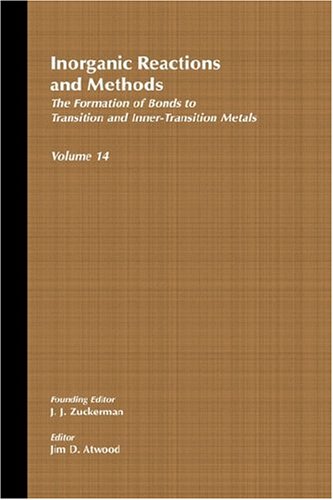 Inorganic Reactions
and Methods
The Formation of Bonds to
Transition and Inner-Transition Metals
Volume 14
Founding Editor
J. J. Zuckerman
Editor
Jim D. Atwood